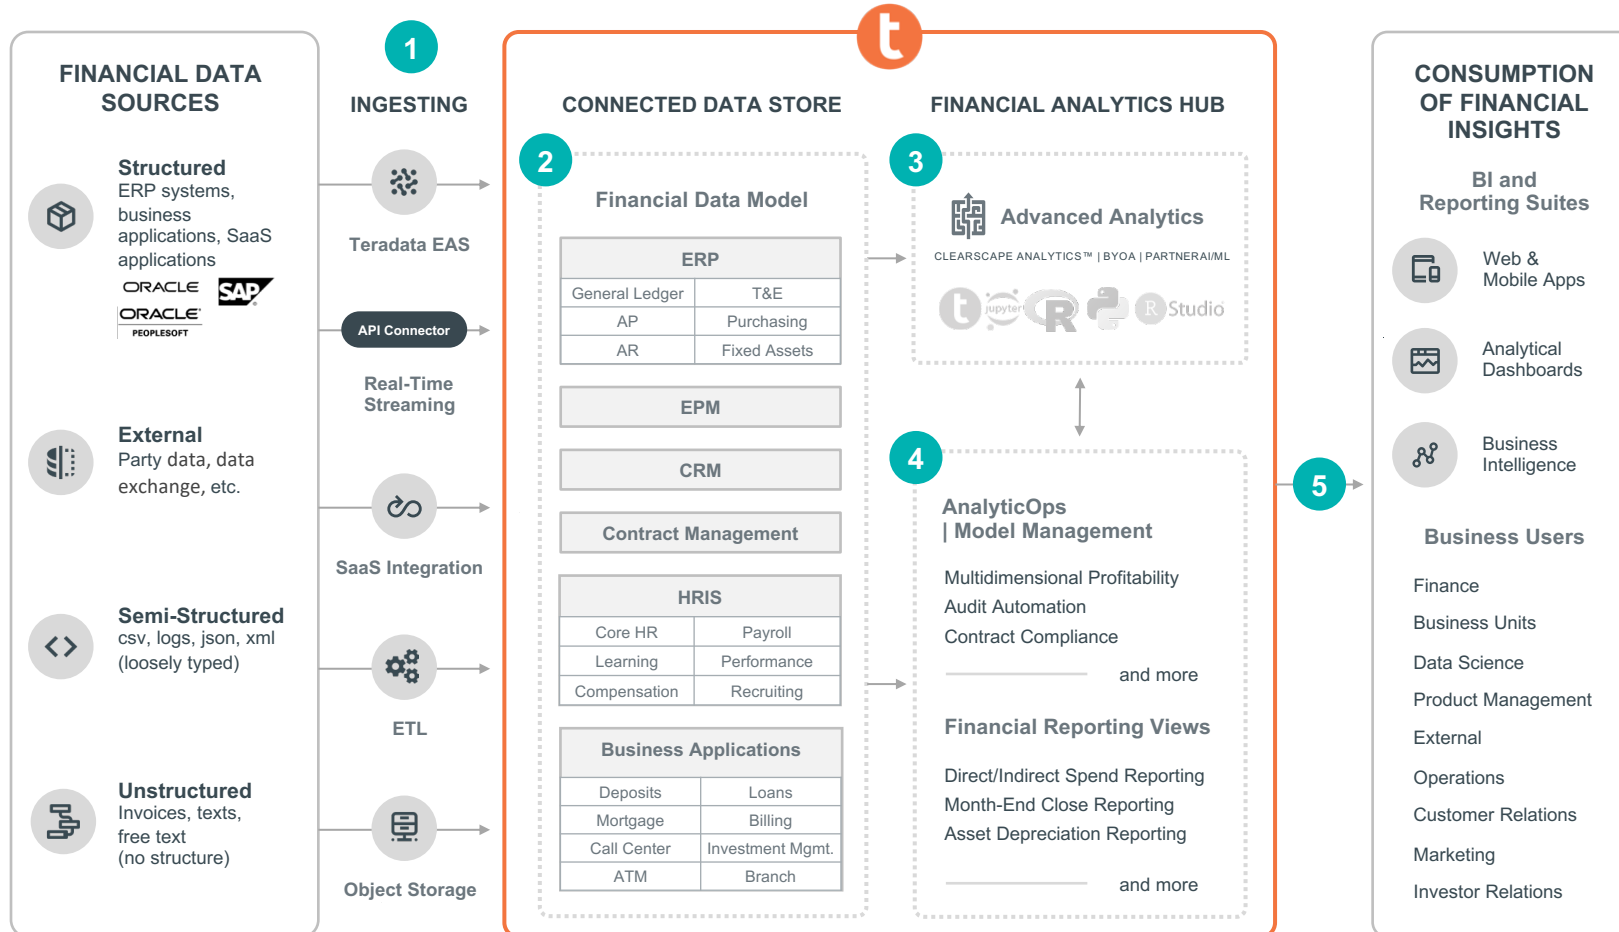 FINANCIAL DATA
SOURCES
Structured
ERP systems,
business
applications, SaaS
applications
ORACLE
SAP
ORACLE
PEOPLESOFT
External
Party data, data
exchange, etc.
Semi-Structured
csv, logs, json, xml
(loosely typed)
Unstructured
Invoices, texts,
free text
(no structure)
1
INGESTING
Teradata EAS
API Connector
Real-Time
Streaming
SaaS Integration
ETL
Object Storage
t
CONNECTED DATA STORE
2
Financial Data Model
ERP
General Ledger T&E
AP Purchasing
AR Fixed Assets
EPM
CRM
Contract Management
HRIS
Core HR Payroll
Learning Performance
Compensation Recruiting
Business Applications
Deposits Loans
Mortgage Billing
Call Center Investment Mgmt.
ATM Branch
FINANCIAL ANALYTICS HUB
3
Advanced Analytics
CLEARSCAPE ANALYTICS™ | BYOA | PARTNERAI/ML
t jupyter R R Studio
4
AnalyticOps
| Model Management
Multidimensional Profitability
Audit Automation
Contract Compliance
and more
Financial Reporting Views
Direct/Indirect Spend Reporting
Month-End Close Reporting
Asset Depreciation Reporting
and more
5
CONSUMPTION
OF FINANCIAL
INSIGHTS
BI and
Reporting Suites
Web &
Mobile Apps
Analytical
Dashboards
Business
Intelligence
Business Users
Finance
Business Units
Data Science
Product Management
External
Operations
Customer Relations
Marketing
Investor Relations